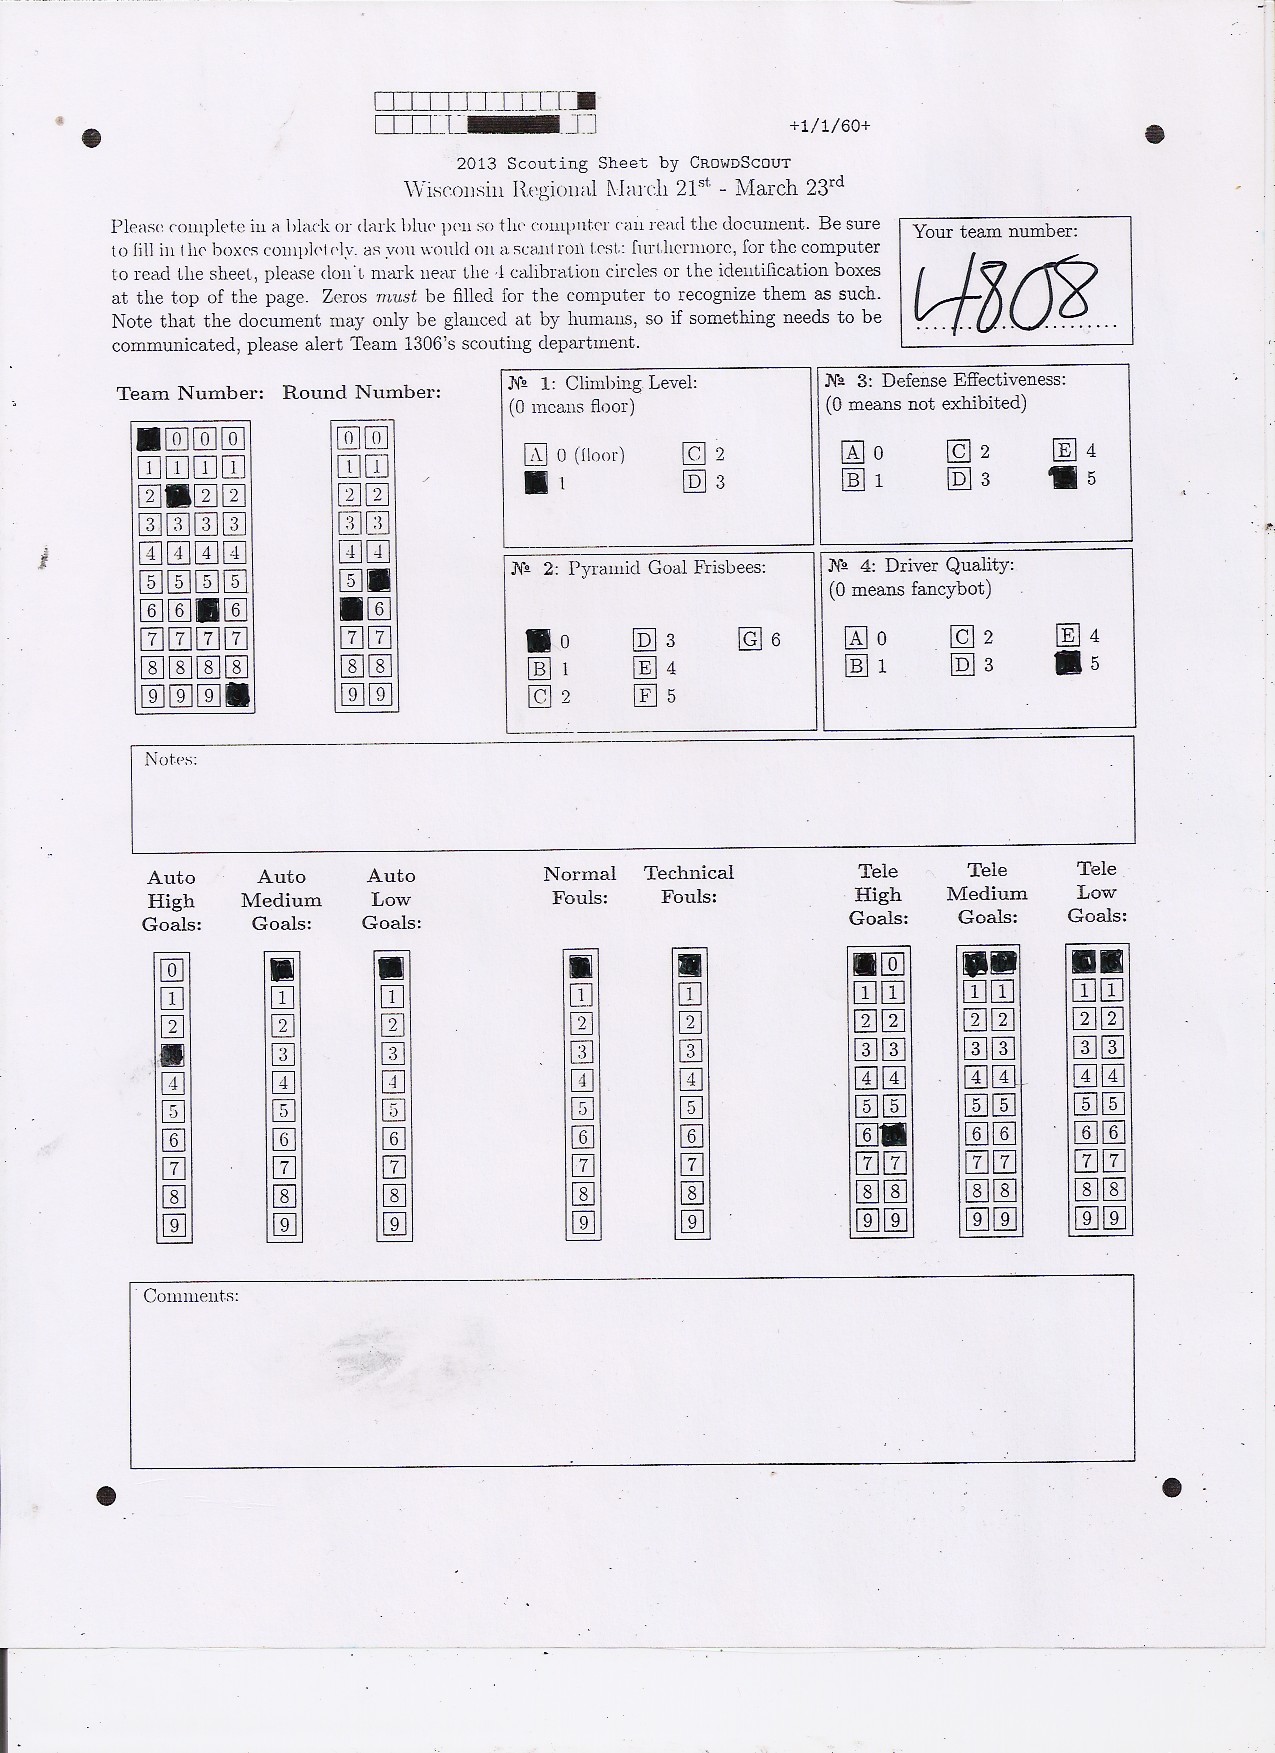 +1/1/60+
2013 Scouting Sheet by CROWDSCOUT
Wisconsin Regional March 21st - March 23rd
Please complete in a black or dark blue pen so the computer can read the document. Be sure
to fill in the boxes completely, as you would on a scantron test; furthermore, for the computer
to read the sheet, please don't mark near the 4 calibration circles or the identification boxes
at the top of the page. Zeros must be filled for the computer to recognize them as such.
Note that the document may only be glanced at by humans, so if something needs to be
communicated, please alert Team 1306's scouting department.
Your team number:
4808
Team Number: Round Number:
0 0 0 0 0
1 1 1 1 1 1
2 2 2 2 2
3 3 3 3 3 3
4 4 4 4 4 4
5 5 5 5 5
6 6 6 6
7 7 7 7 7 7
8 8 8 8 8 8
9 9 9 9 9
№ 1: Climbing Level:
(0 means floor)
A 0 (floor) C 2
1 D 3
№ 3: Defense Effectiveness:
(0 means not exhibited)
A 0 C 2 E 4
B 1 D 3 5
№ 2: Pyramid Goal Frisbees:
0 D 3 G 6
B 1 E 4
C 2 F 5
№ 4: Driver Quality:
(0 means fancybot)
A 0 C 2 E 4
B 1 D 3 5
Notes:
Auto Auto Auto Normal Technical Tele Tele Tele
High Medium Low Fouls: Fouls: High Medium Low
Goals: Goals: Goals: Goals: Goals: Goals:
0 0
1 1 1 1 1 1 1 1 1 1 1
2 2 2 2 2 2 2 2 2 2 2
3 3 3 3 3 3 3 3 3 3
4 4 4 4 4 4 4 4 4 4 4
5 5 5 5 5 5 5 5 5 5 5
6 6 6 6 6 6 6 6 6 6
7 7 7 7 7 7 7 7 7 7 7
8 8 8 8 8 8 8 8 8 8 8
9 9 9 9 9 9 9 9 9 9 9
Comments: